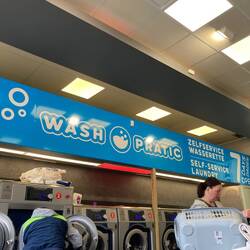 WASH PRATIC
ZELFSERVICE
WASSERETTE
SELF-SERVICE
LAUNDRY